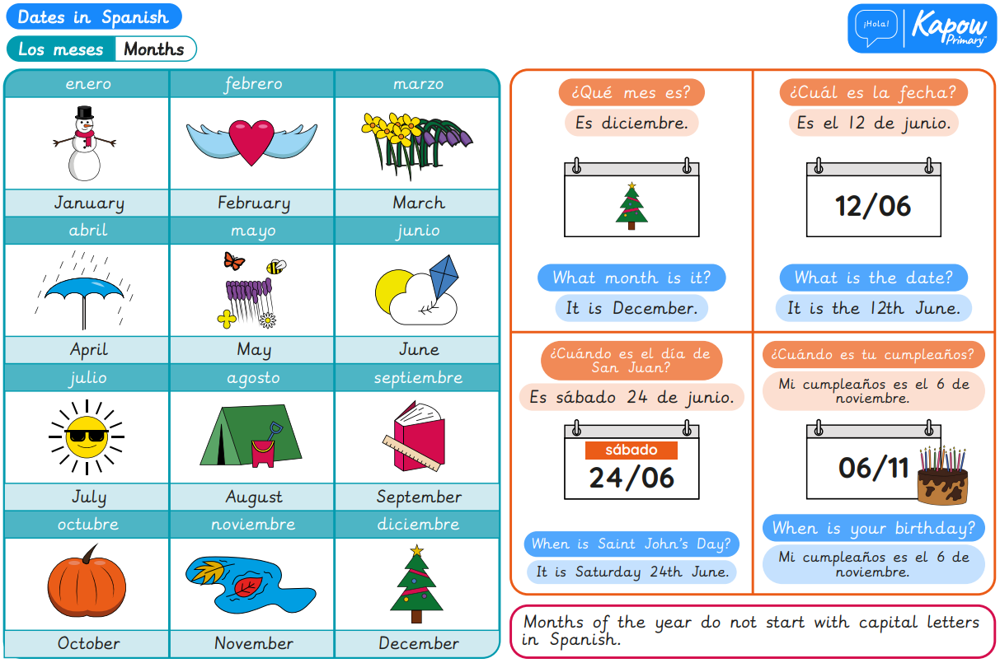 Dates in Spanish
Los meses Months
¡Hola! Kapow Primary™
enero febrero marzo
January February March
abril mayo junio
April May June
julio agosto septiembre
July August September
octubre noviembre diciembre
October November December
¿Qué mes es?
Es diciembre.
What month is it?
It is December.
¿Cuál es la fecha?
Es el 12 de junio.
12/06
What is the date?
It is the 12th June.
¿Cuándo es el día de
San Juan?
Es sábado 24 de junio.
sábado
24/06
When is Saint John's Day?
It is Saturday 24th June.
¿Cuándo es tu cumpleaños?
Mi cumpleaños es el 6 de
noviembre.
06/11
When is your birthday?
Mi cumpleaños es el 6 de
noviembre.
Months of the year do not start with capital letters
in Spanish.